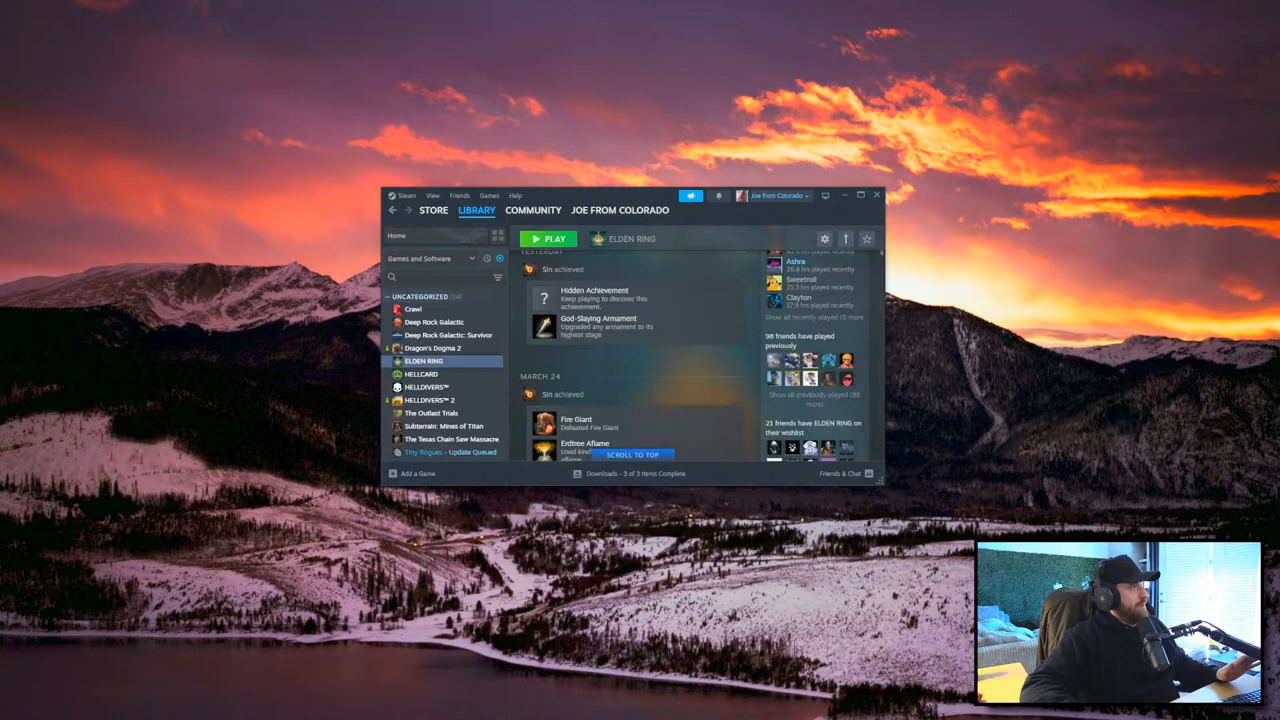 Steam View Friends Games Help Joe from Colorado
STORE LIBRARY COMMUNITY JOE FROM COLORADO
Home
PLAY ELDEN RING
Games and Software
UNCATEGORIZED
Crawl
Deep Rock Galactic
Deep Rock Galactic: Survivor
Dragon's Dogma 2
ELDEN RING
HELLCARD
HELLDIVERS™
HELLDIVERS™ 2
The Outlast Trials
Subterrain: Mines of Titan
The Texas Chain Saw Massacre
Tiny Rogues - Update Queued
YESTERDAY
Sin achieved
Hidden Achievement
Keep playing to discover this
achievement.
God-Slaying Armament
Upgraded any armament to its
highest stage
MARCH 24
Sin achieved
Fire Giant
Defeated Fire Giant
Erdtree Aflame
Used kind
aflame
SCROLL TO TOP
Ashra
26.4 hrs played recently
Sweetroll
21.3 hrs played recently
Clayton
17.9 hrs played recently
Show all recently played (5 more
98 friends have played
previously
Show all previously played (88
more)
21 friends have ELDEN RING on
their wishlist
Add a Game
Downloads - 3 of 3 Items Complete
Friends & Chat